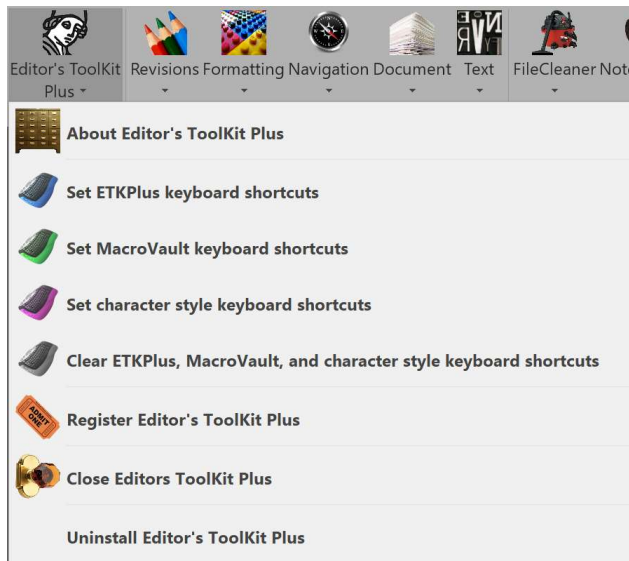 Editor's ToolKit Plus
Revisions
Formatting
Navigation
Document
Text
FileCleaner
About Editor's ToolKit Plus
Set ETKPlus keyboard shortcuts
Set MacroVault keyboard shortcuts
Set character style keyboard shortcuts
Clear ETKPlus, MacroVault, and character style keyboard shortcuts
ADMIT
ONE
Register Editor's ToolKit Plus
Close Editors ToolKit Plus
Uninstall Editor's ToolKit Plus